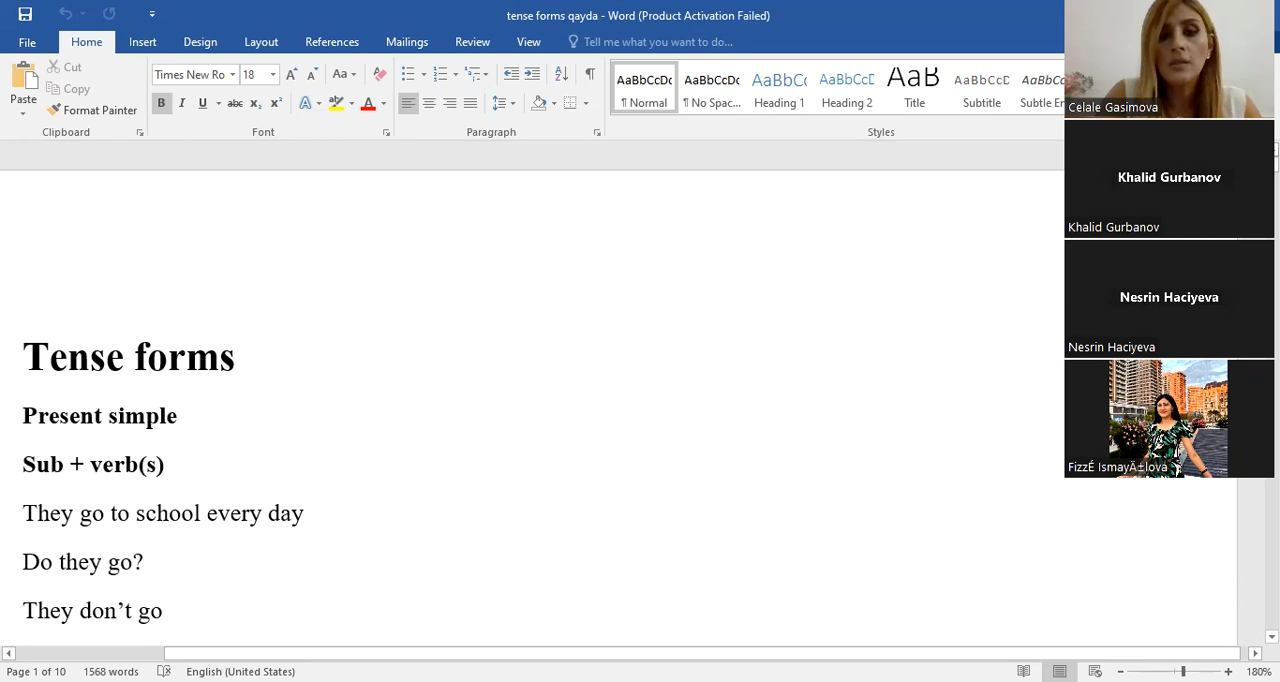 tense forms qayda - Word (Product Activation Failed)
File Home Insert Design Layout References Mailings Review View Tell me what you want to do...
Paste
Cut
Copy
Format Painter
Clipboard
Times New Ro 18
Font
Paragraph
AaBbCcDc AaBbCcDc AaBbCc AaBbCcE AaB AaBbCcD AaBbCc
¶ Normal ¶ No Spac... Heading 1 Heading 2 Title Subtitle Subtle Em
Styles
Tense forms
Present simple
Sub + verb(s)
They go to school every day
Do they go?
They don’t go
Celale Gasimova
Khalid Gurbanov
Khalid Gurbanov
Nesrin Haciyeva
Nesrin Haciyeva
FizzÉ IsmayÄ±lova
Page 1 of 10 1568 words English (United States) 180%